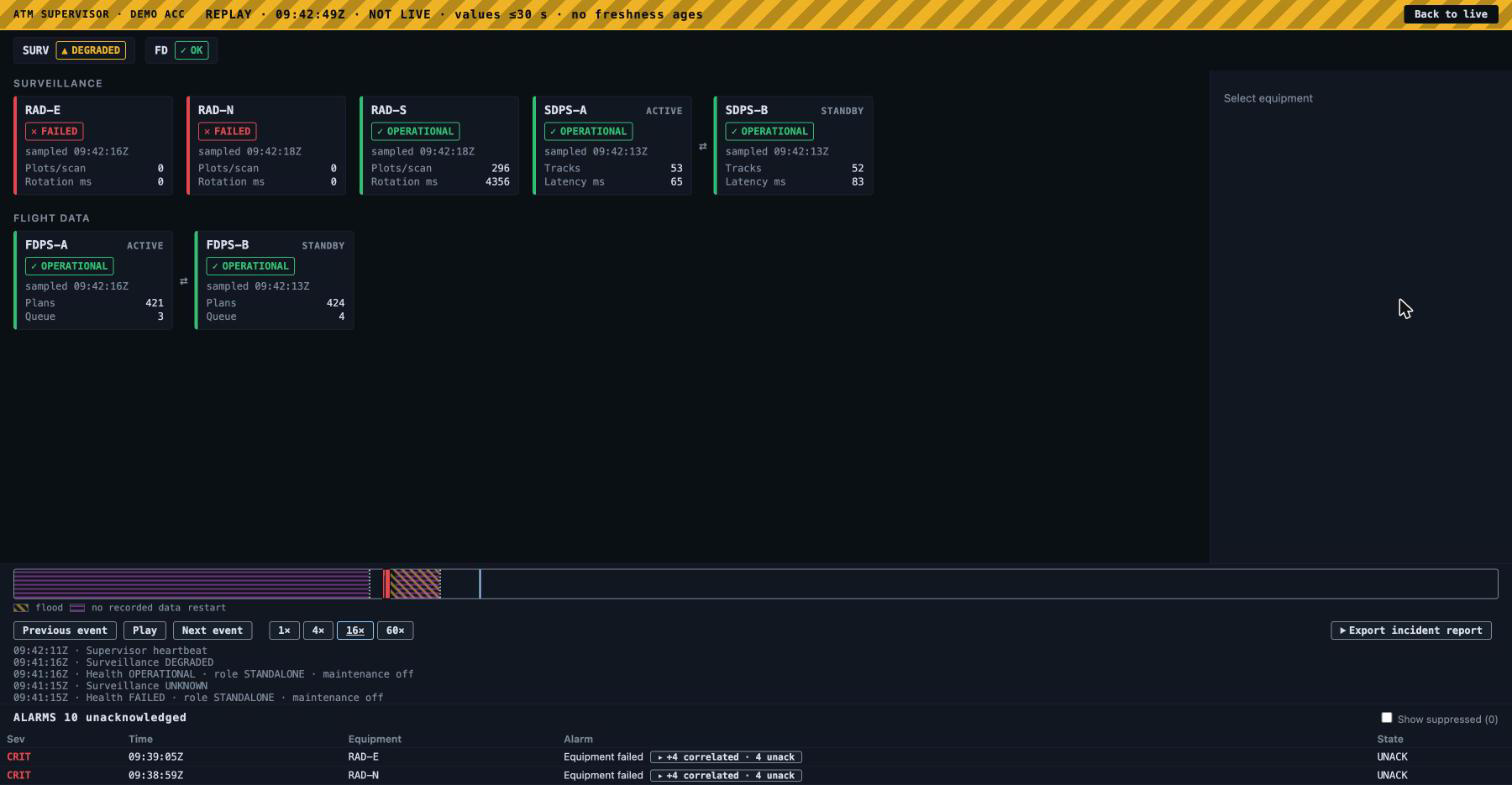 ATM SUPERVISOR · DEMO ACC REPLAY · 09:42:49Z · NOT LIVE · values ≤30 s · no freshness ages Back to live
SURV ▲ DEGRADED FD ✓ OK
SURVEILLANCE
Select equipment
RAD–E
× FAILED
sampled 09:42:16Z
Plots/scan 0
Rotation ms 0
RAD–N
× FAILED
sampled 09:42:18Z
Plots/scan 0
Rotation ms 0
RAD–S
✓ OPERATIONAL
sampled 09:42:18Z
Plots/scan 296
Rotation ms 4356
SDPS–A ACTIVE
✓ OPERATIONAL
sampled 09:42:13Z
Tracks 53
Latency ms 65
⇄
SDPS–B STANDBY
✓ OPERATIONAL
sampled 09:42:13Z
Tracks 52
Latency ms 83
FLIGHT DATA
FDPS–A ACTIVE
✓ OPERATIONAL
sampled 09:42:16Z
Plans 421
Queue 3
⇄
FDPS–B STANDBY
✓ OPERATIONAL
sampled 09:42:13Z
Plans 424
Queue 4
flood no recorded data restart
Previous event Play Next event 1× 4× 16× 60× ▶ Export incident report
09:42:11Z · Supervisor heartbeat
09:41:16Z · Surveillance DEGRADED
09:41:16Z · Health OPERATIONAL · role STANDALONE · maintenance off
09:41:15Z · Surveillance UNKNOWN
09:41:15Z · Health FAILED · role STANDALONE · maintenance off
ALARMS 10 unacknowledged Show suppressed (0)
Sev Time Equipment Alarm State
CRIT 09:39:05Z RAD–E Equipment failed ▸ +4 correlated · 4 unack UNACK
CRIT 09:38:59Z RAD–N Equipment failed ▸ +4 correlated · 4 unack UNACK